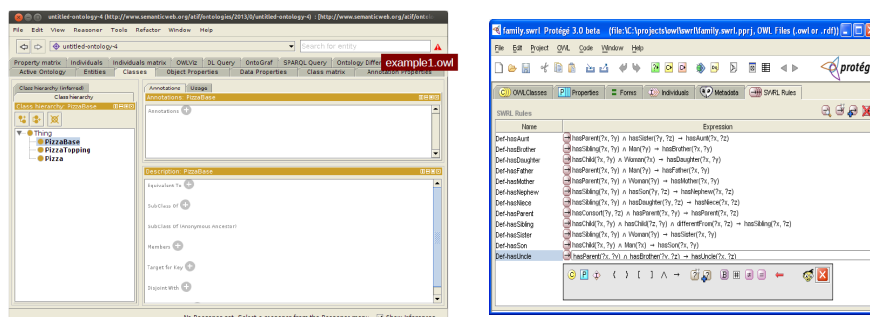 untitled-ontology-4 (http://www.semanticweb.org/atif/ontologies/2013/0/untitled-ontology-4) : [http://www.semanticweb.org/atif/ontolo
File Edit View Reasoner Tools Refactor Window Help
untitled-ontology-4
Search for entity
Property matrix Individuals Individuals matrix OWLViz DL Query OntoGraf SPARQL Query Ontology Differ
example1.owl
Active Ontology Entities Classes Object Properties Data Properties Class matrix Annotation Properties
Class hierarchy (inferred)
Class hierarchy
Class hierarchy: PizzaBase
Thing
PizzaBase
PizzaTopping
Pizza
Annotations Usage
Annotations: PizzaBase
Annotations
Description: PizzaBase
Equivalent To
SubClass Of
SubClass Of (Anonymous Ancestor)
Members
Target for Key
Disjoint With
No Reasoner set. Select a reasoner from the Reasoner menu Show Inferences
family.swrl Protégé 3.0 beta (file:\C:\projects\owl\swrl\family.swrl.pprj, OWL Files (.owl or .rdf))
File Edit Project OWL Code Window Help
protég
OWLClasses Properties Forms Individuals Metadata SWRL Rules
SWRL Rules
Name Expression
Def-hasAunt hasParent(?x, ?y) ∧ hasSister(?y, ?z) → hasAunt(?x, ?z)
Def-hasBrother hasSibling(?x, ?y) ∧ Man(?y) → hasBrother(?x, ?y)
Def-hasDaughter hasChild(?x, ?y) ∧ Woman(?x) → hasDaughter(?x, ?y)
Def-hasFather hasParent(?x, ?y) ∧ Man(?y) → hasFather(?x, ?y)
Def-hasMother hasParent(?x, ?y) ∧ Woman(?y) → hasMother(?x, ?y)
Def-hasNephew hasSibling(?x, ?y) ∧ hasSon(?y, ?z) → hasNephew(?x, ?z)
Def-hasNiece hasSibling(?x, ?y) ∧ hasDaughter(?y, ?z) → hasNiece(?x, ?z)
Def-hasParent hasConsort(?y, ?z) ∧ hasParent(?x, ?y) → hasParent(?x, ?z)
Def-hasSibling hasChild(?x, ?y) ∧ hasChild(?z, ?y) ∧ differentFrom(?x, ?z) → hasSibling(?x, ?z)
Def-hasSister hasSibling(?x, ?y) ∧ Woman(?y) → hasSister(?x, ?y)
Def-hasSon hasChild(?x, ?y) ∧ Man(?x) → hasSon(?x, ?y)
Def-hasUncle hasParent(?x, ?y) ∧ hasBrother(?y, ?z) → hasUncle(?x, ?z)
( ) [ ] ∧ →